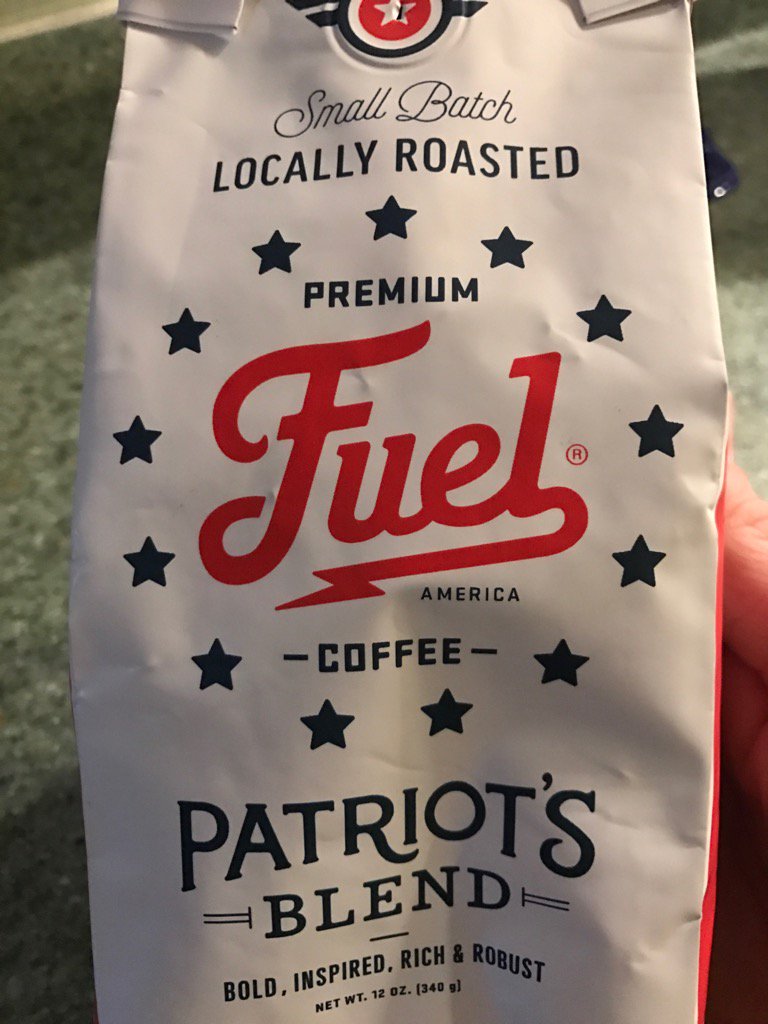 Small Batch
LOCALLY ROASTED
PREMIUM
Fuel®
AMERICA
-COFFEE-
PATRIOT'S
BLEND
BOLD, INSPIRED, RICH & ROBUST
NET WT. 12 OZ. (340 g)